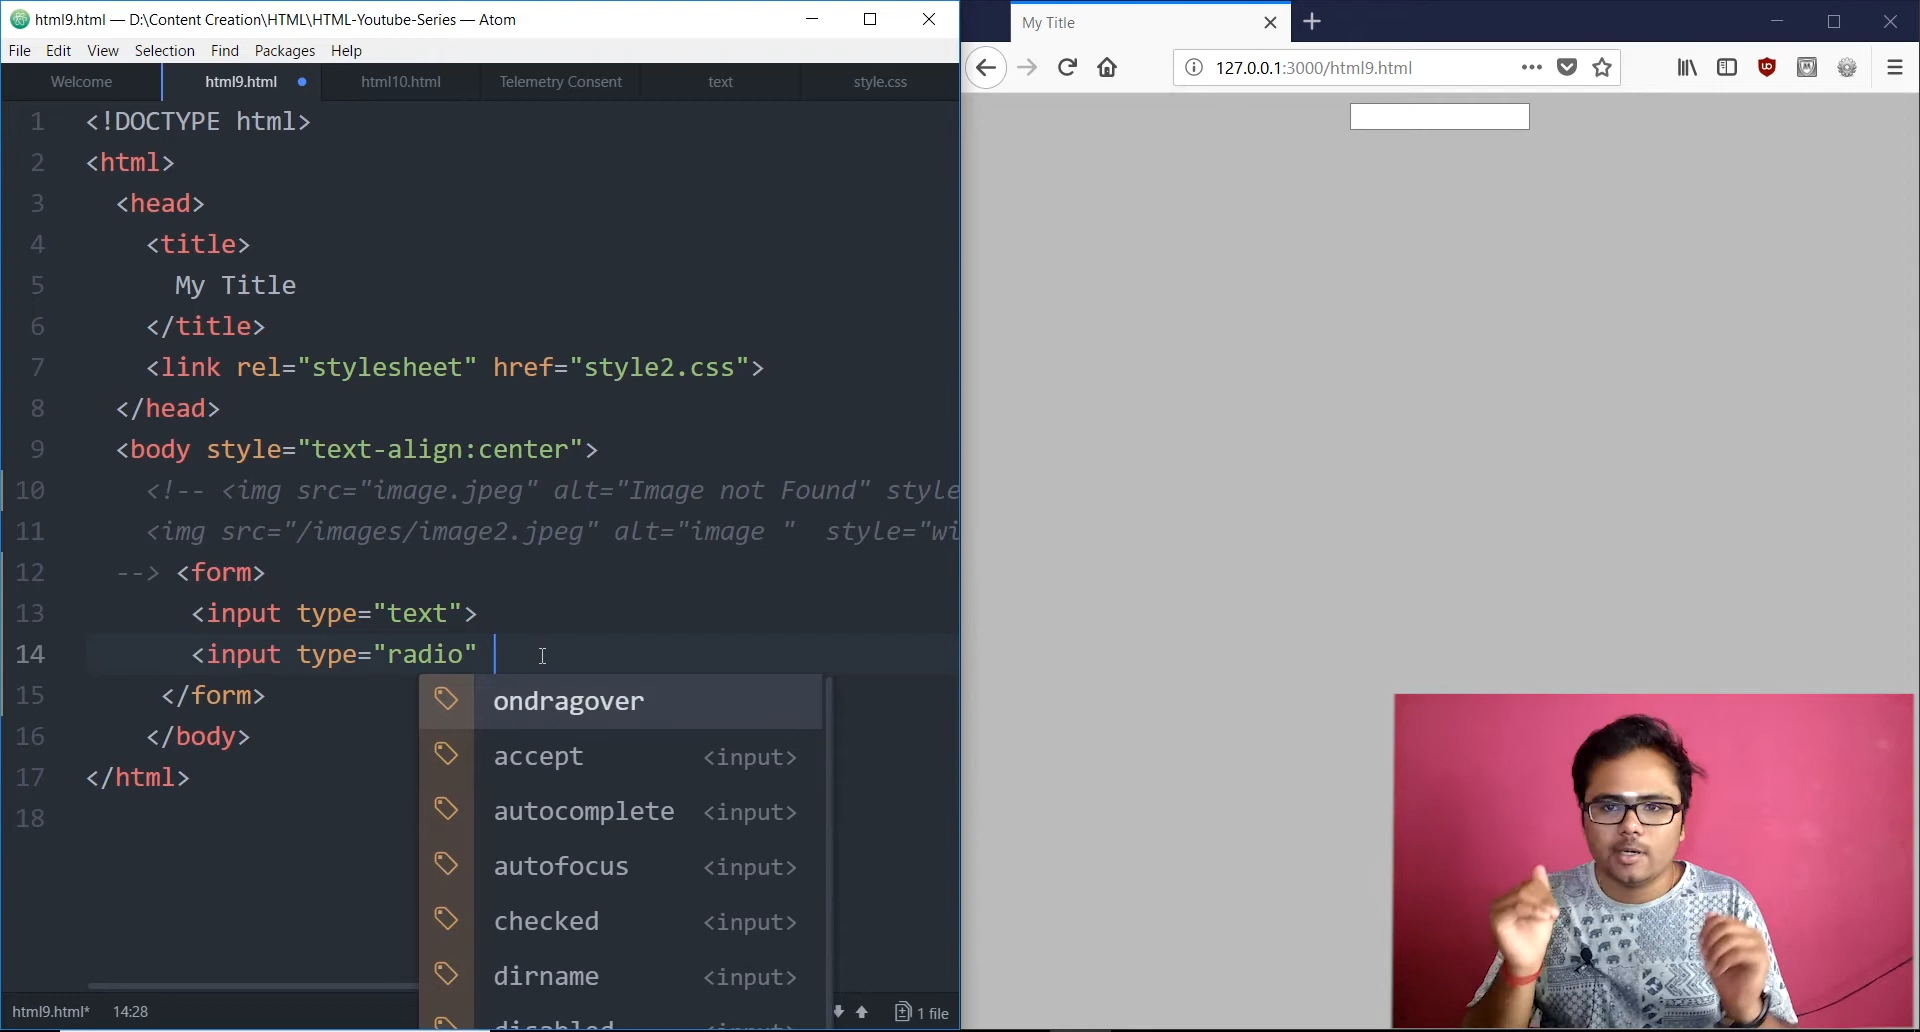 html9.html — D:\Content Creation\HTML\HTML-Youtube-Series — Atom
File Edit View Selection Find Packages Help
Welcome html9.html html10.html Telemetry Consent text style.css
1 <!DOCTYPE html>
2 <html>
3 <head>
4 <title>
5 My Title
6 </title>
7 <link rel="stylesheet" href="style2.css">
8 </head>
9 <body style="text-align:center">
10 <!-- <img src="image.jpeg" alt="Image not Found" style
11 <img src="/images/image2.jpeg" alt="image " style="wi
12 --> <form>
13 <input type="text">
14 <input type="radio"
15 </form>
16 </body>
17 </html>
18
ondragover
accept <input>
autocomplete <input>
autofocus <input>
checked <input>
dirname <input>
html9.html* 14:28
1 file
My Title
127.0.0.1:3000/html9.html